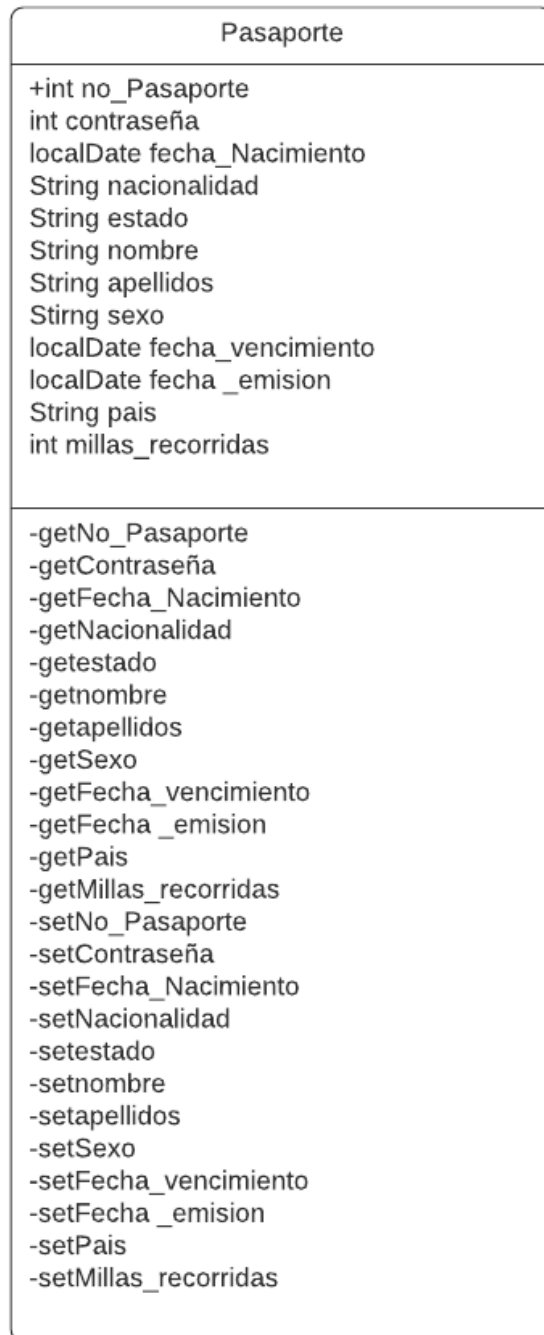 Pasaporte
+int no_Pasaporte
int contraseña
localDate fecha_Nacimiento
String nacionalidad
String estado
String nombre
String apellidos
Stirng sexo
localDate fecha_vencimiento
localDate fecha _emision
String pais
int millas_recorridas
-getNo_Pasaporte
-getContraseña
-getFecha_Nacimiento
-getNacionalidad
-getestado
-getnombre
-getapellidos
-getSexo
-getFecha_vencimiento
-getFecha _emision
-getPais
-getMillas_recorridas
-setNo_Pasaporte
-setContraseña
-setFecha_Nacimiento
-setNacionalidad
-setestado
-setnombre
-setapellidos
-setSexo
-setFecha_vencimiento
-setFecha _emision
-setPais
-setMillas_recorridas